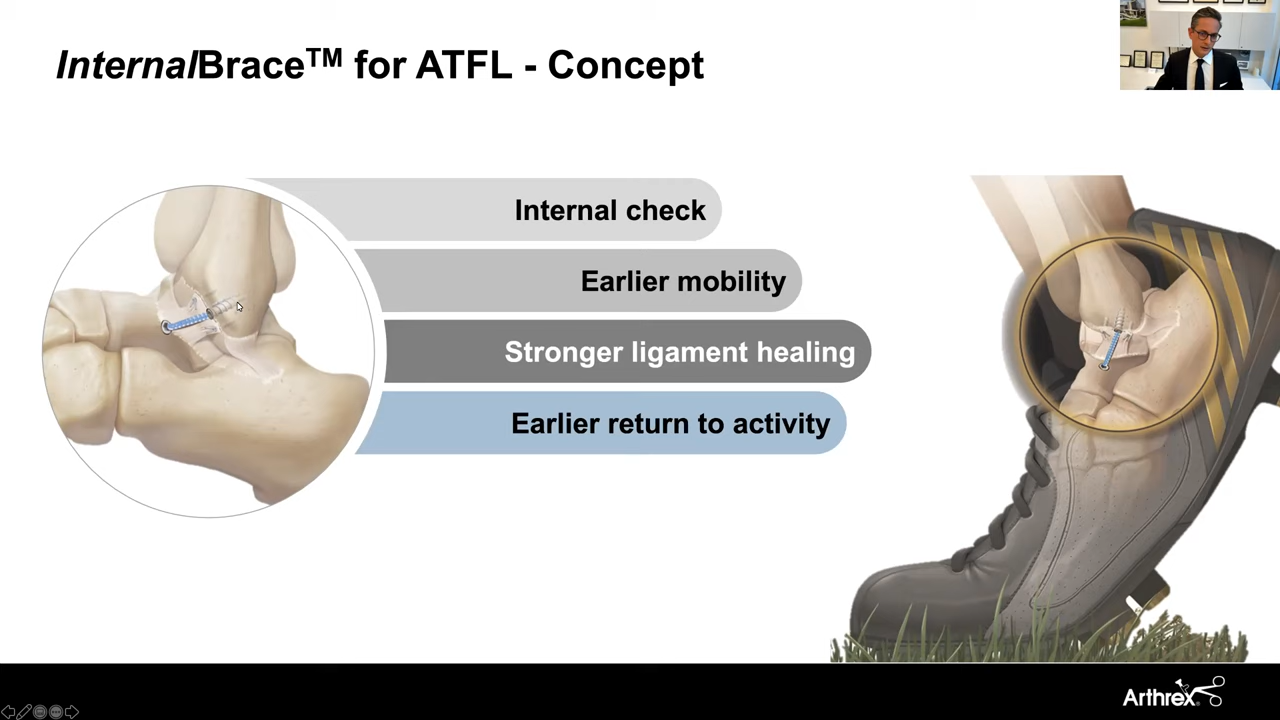 InternalBrace™ for ATFL - Concept
Internal check
Earlier mobility
Stronger ligament healing
Earlier return to activity
Arthrex®